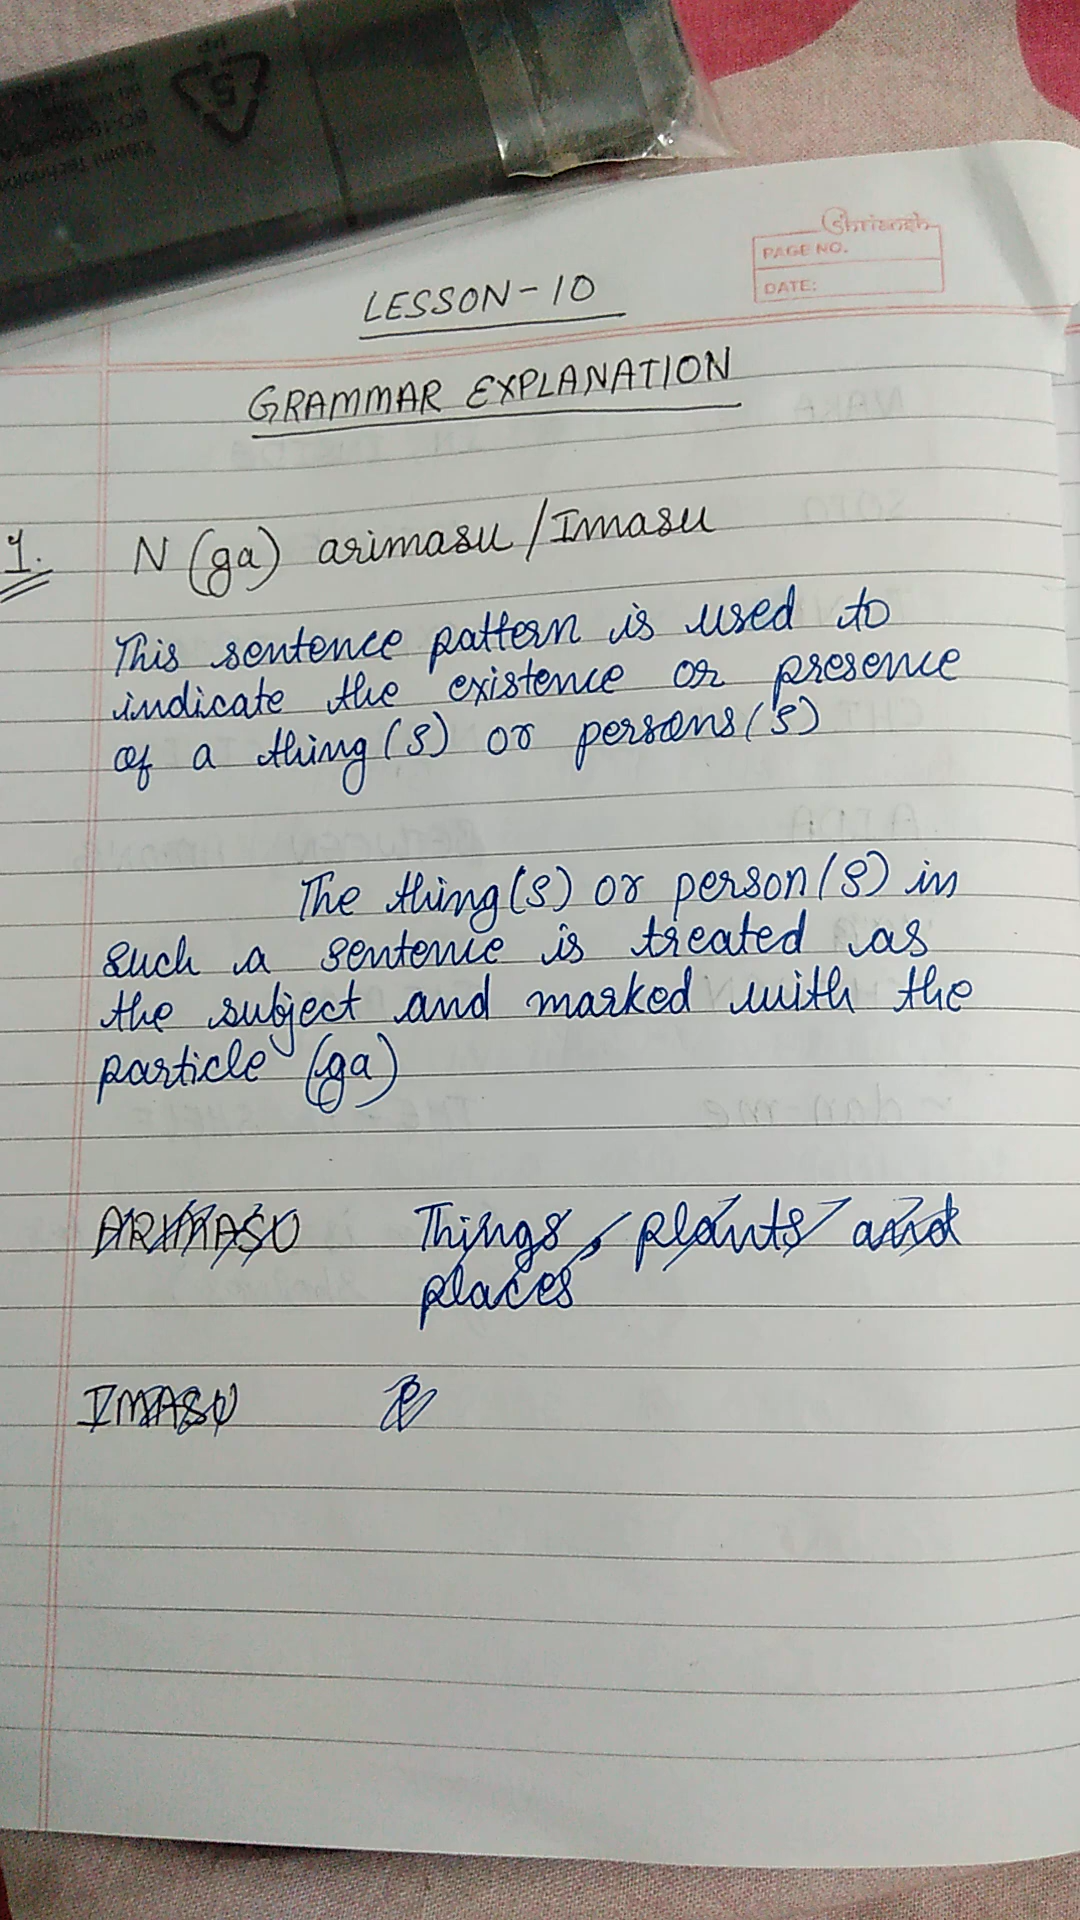 Shriansh
PAGE NO.
DATE:
LESSON-10
GRAMMAR EXPLANATION
1. N (ga) arimasu / Imasu
This sentence pattern is used to
indicate the existence or presence
of a thing (s) or persons (s)
The thing (s) or person (s) in
such a sentence is treated as
the subject and marked with the
particle (ga)
ARIMASU Things, plants and
places
IMASU